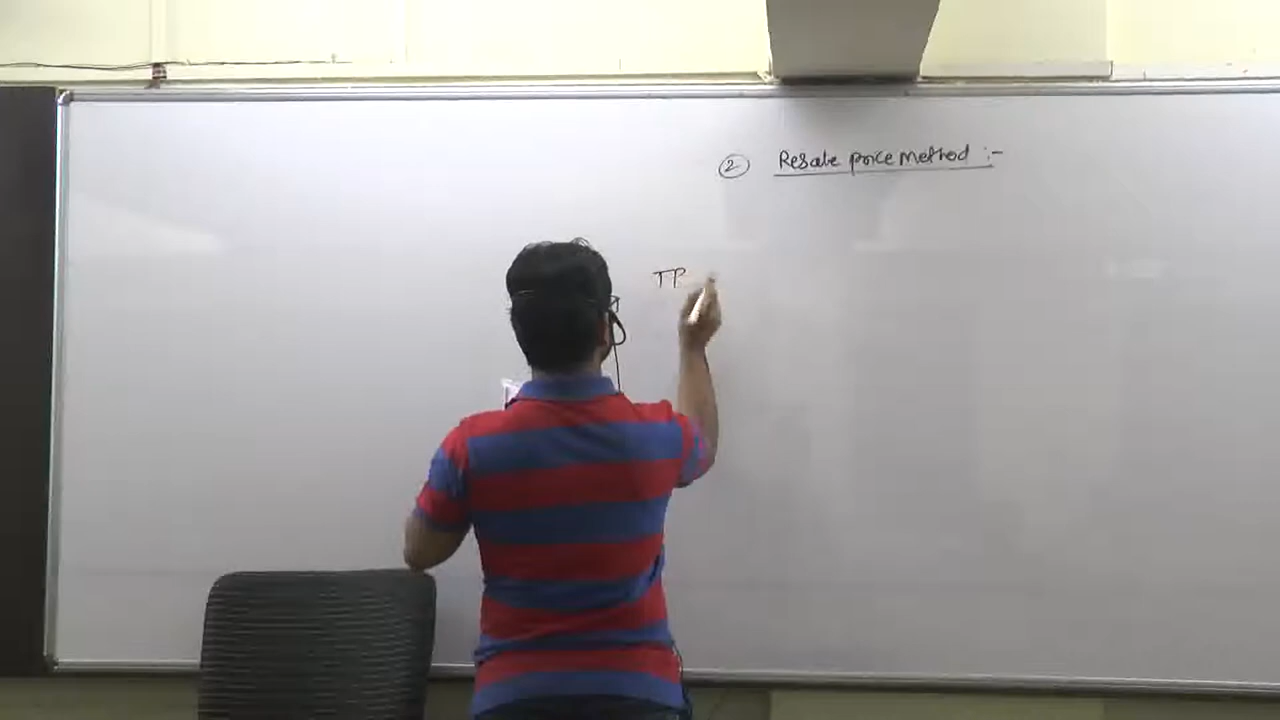 ② Resale price Method :-
TP